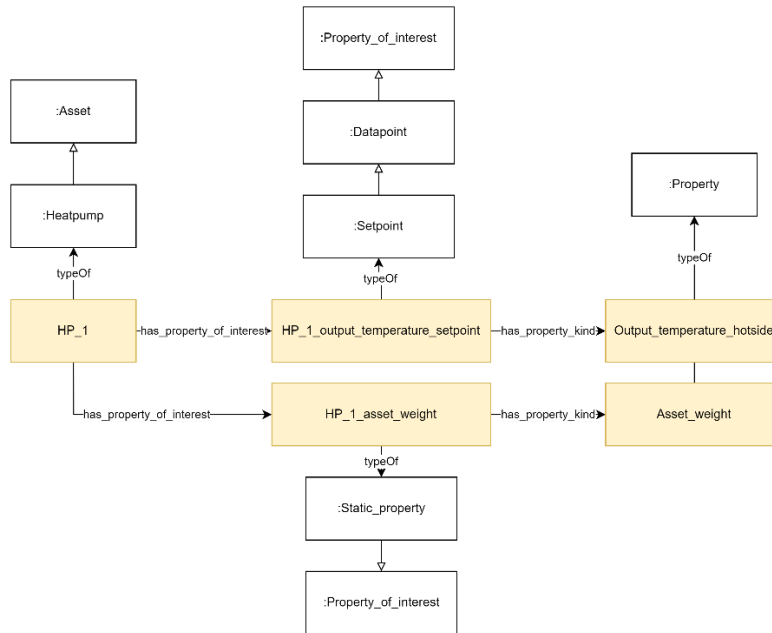 :Property_of_interest
:Asset
:Datapoint
:Property
:Heatpump
:Setpoint
typeOf
typeOf
typeOf
HP_1
has_property_of_interest
HP_1_output_temperature_setpoint
has_property_kind
Output_temperature_hotside
has_property_of_interest
HP_1_asset_weight
has_property_kind
Asset_weight
typeOf
:Static_property
:Property_of_interest